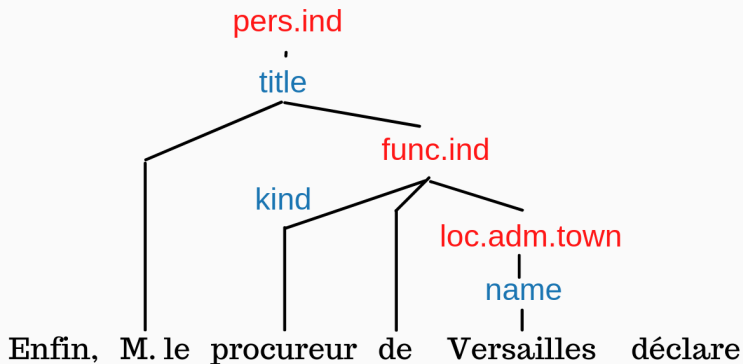 pers.ind
title
func.ind
kind
loc.adm.town
name
Enfin, M. le procureur de Versailles déclare